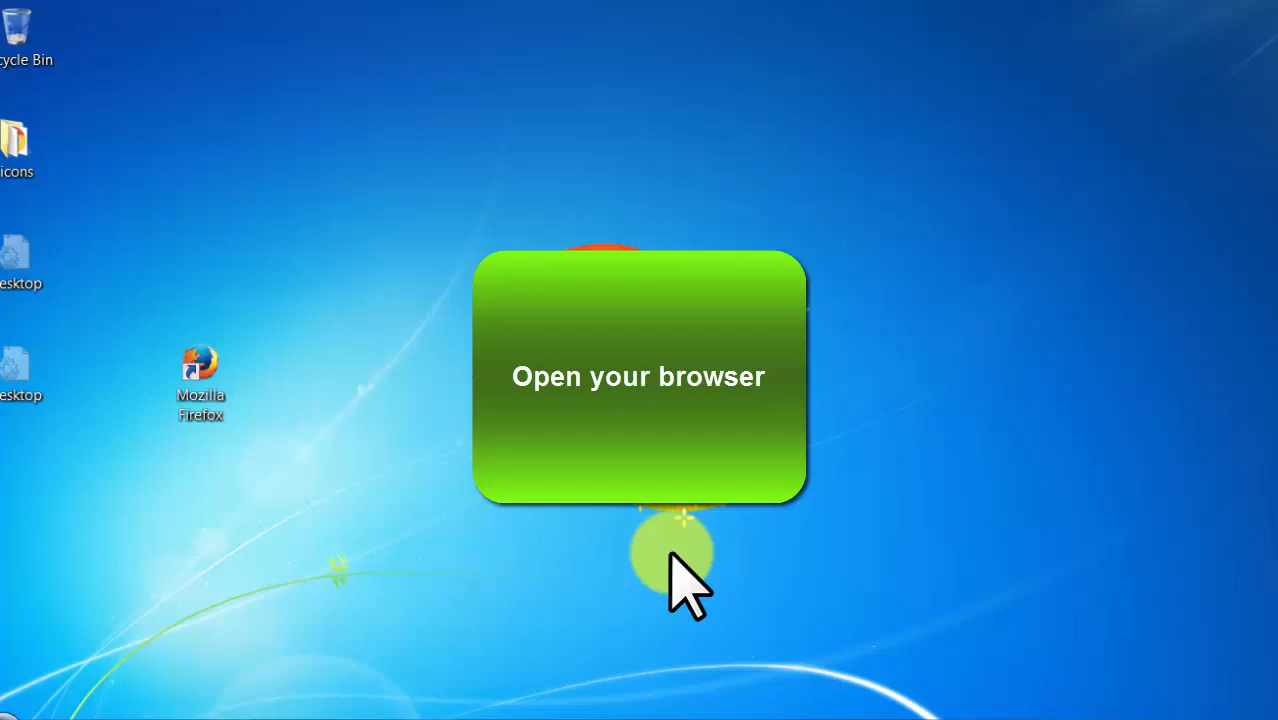 cycle Bin
icons
esktop
esktop
Mozilla
Firefox
Open your browser